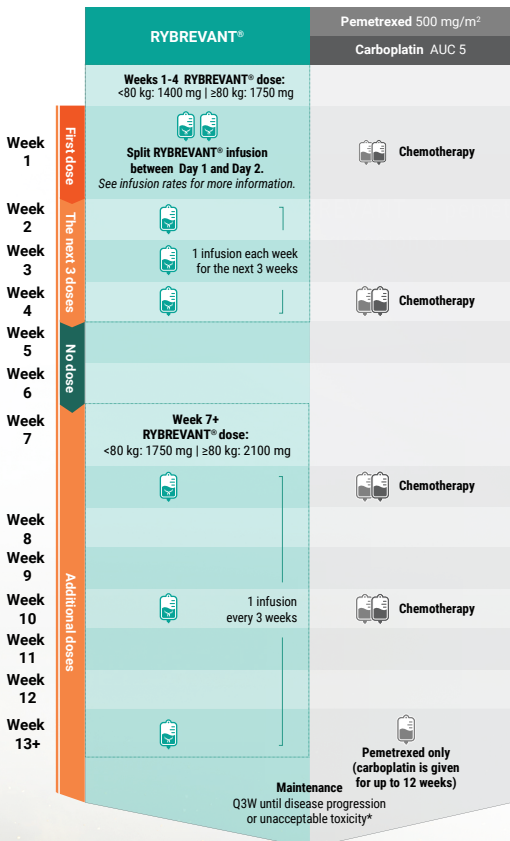 RYBREVANT®
Pemetrexed 500 mg/m²
Carboplatin AUC 5
Weeks 1-4 RYBREVANT® dose:
<80 kg: 1400 mg | ≥80 kg: 1750 mg
Week
1
First dose
Split RYBREVANT® infusion
between Day 1 and Day 2.
See infusion rates for more information.
Chemotherapy
Week
2
The next 3 doses
Week
3
1 infusion each week
for the next 3 weeks
Week
4
Chemotherapy
Week
5
No dose
Week
6
Week
7
Week 7+
RYBREVANT® dose:
<80 kg: 1750 mg | ≥80 kg: 2100 mg
Chemotherapy
Week
8
Week
9
Additional doses
Week
10
1 infusion
every 3 weeks
Chemotherapy
Week
11
Week
12
Week
13+
Pemetrexed only
(carboplatin is given
for up to 12 weeks)
Maintenance
Q3W until disease progression
or unacceptable toxicity*